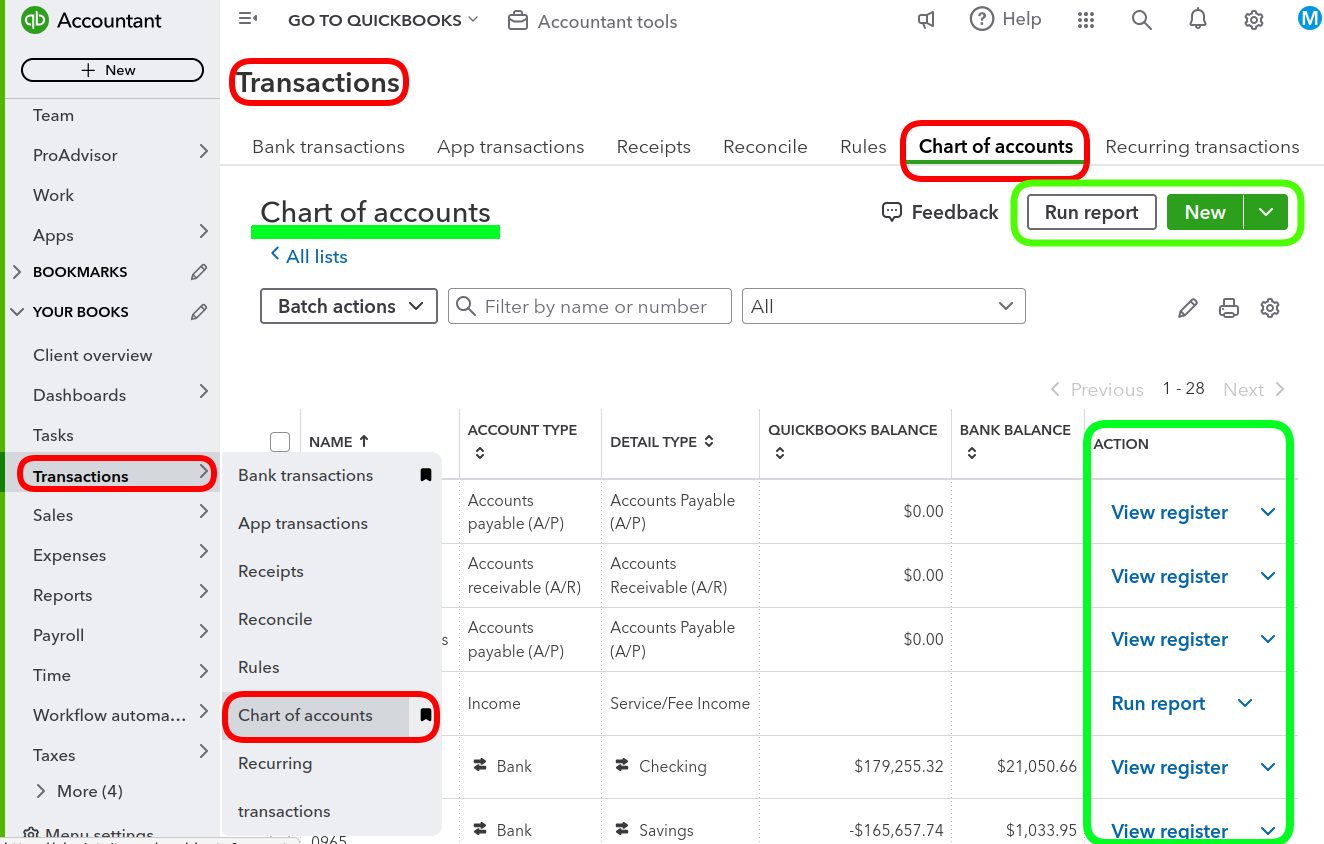 qb Accountant
GO TO QUICKBOOKS
Accountant tools
Help
M
+ New
Team
ProAdvisor
Work
Apps
BOOKMARKS
YOUR BOOKS
Client overview
Dashboards
Tasks
Transactions
Sales
Expenses
Reports
Payroll
Time
Workflow automa...
Taxes
More (4)
Menu settings
Bank transactions
App transactions
Receipts
Reconcile
Rules
Chart of accounts
Recurring
transactions
Transactions
Bank transactions App transactions Receipts Reconcile Rules Chart of accounts Recurring transactions
Chart of accounts
Feedback Run report New
All lists
Batch actions Filter by name or number All
Previous 1 - 28 Next
NAME ACCOUNT TYPE DETAIL TYPE QUICKBOOKS BALANCE BANK BALANCE ACTION
Accounts payable (A/P) Accounts Payable (A/P) $0.00 View register
Accounts receivable (A/R) Accounts Receivable (A/R) $0.00 View register
s Accounts payable (A/P) Accounts Payable (A/P) $0.00 View register
Income Service/Fee Income Run report
Bank Checking $179,255.32 $21,050.66 View register
0965 Bank Savings -$165,657.74 $1,033.95 View register